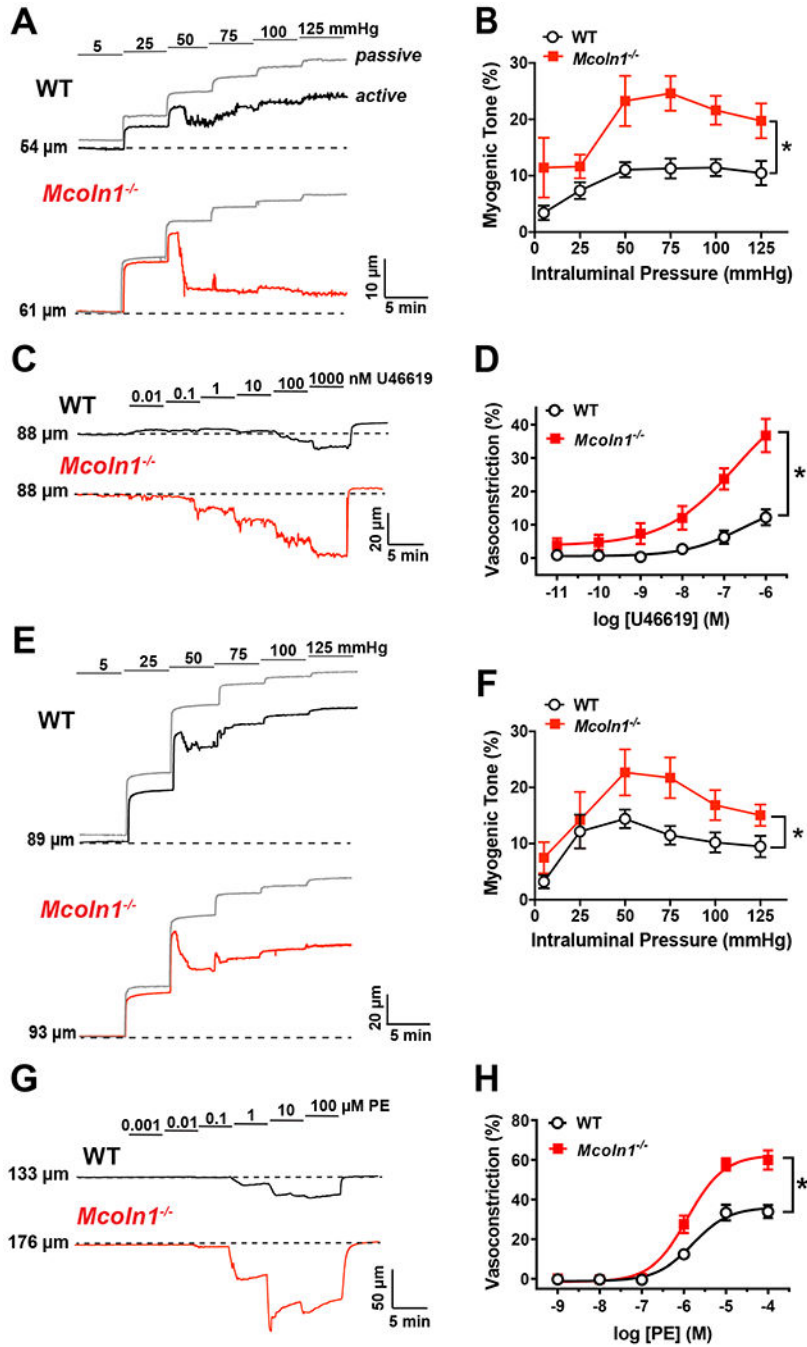 A
5 25 50 75 100 125 mmHg
WT
passive
active
64 µm
Mcoln1-/-
61 µm
10 µm
5 min
B
WT
Mcoln1-/-
Myogenic Tone (%)
30
20
10
0
*
0 25 50 75 100 125
Intraluminal Pressure (mmHg)
C
0.01 0.1 1 10 100 1000 nM U46619
WT
88 µm
Mcoln1-/-
88 µm
20 µm
5 min
D
WT
Mcoln1-/-
Vasoconstriction (%)
40
30
20
10
0
*
-11 -10 -9 -8 -7 -6
log [U46619] (M)
E
5 25 50 75 100 125 mmHg
WT
89 µm
Mcoln1-/-
93 µm
20 µm
5 min
F
WT
Mcoln1-/-
Myogenic Tone (%)
30
20
10
0
*
0 25 50 75 100 125
Intraluminal Pressure (mmHg)
G
0.001 0.01 0.1 1 10 100 µM PE
WT
133 µm
Mcoln1-/-
176 µm
50 µm
5 min
H
WT
Mcoln1-/-
Vasoconstriction (%)
80
60
40
20
0
*
-9 -8 -7 -6 -5 -4
log [PE] (M)